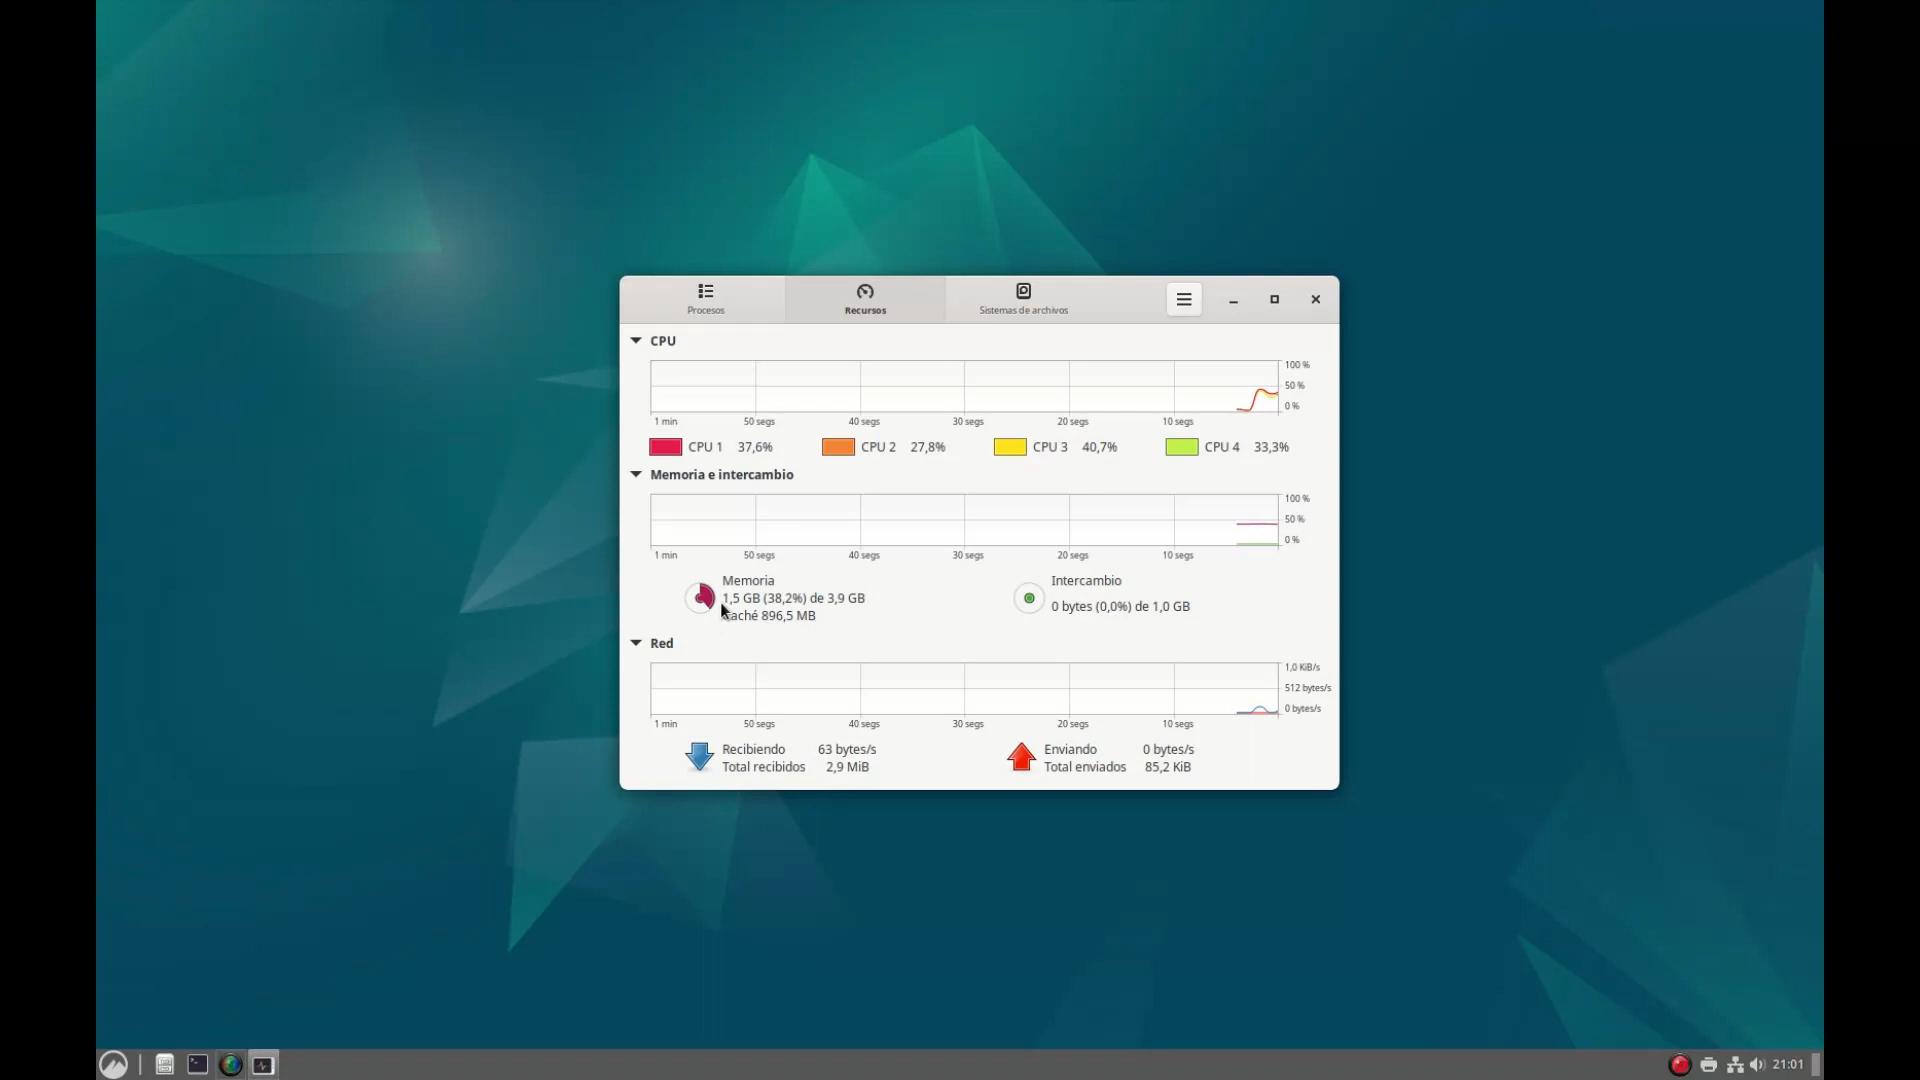 Procesos
Recursos
Sistemas de archivos
CPU
100 %
50 %
0 %
1 min 50 segs 40 segs 30 segs 20 segs 10 segs
CPU 1 37,6% CPU 2 27,8% CPU 3 40,7% CPU 4 33,3%
Memoria e intercambio
100 %
50 %
0 %
1 min 50 segs 40 segs 30 segs 20 segs 10 segs
Memoria
1,5 GB (38,2%) de 3,9 GB
caché 896,5 MB
Intercambio
0 bytes (0,0%) de 1,0 GB
Red
1,0 KiB/s
512 bytes/s
0 bytes/s
1 min 50 segs 40 segs 30 segs 20 segs 10 segs
Recibiendo 63 bytes/s
Total recibidos 2,9 MiB
Enviando 0 bytes/s
Total enviados 85,2 KiB
21:01